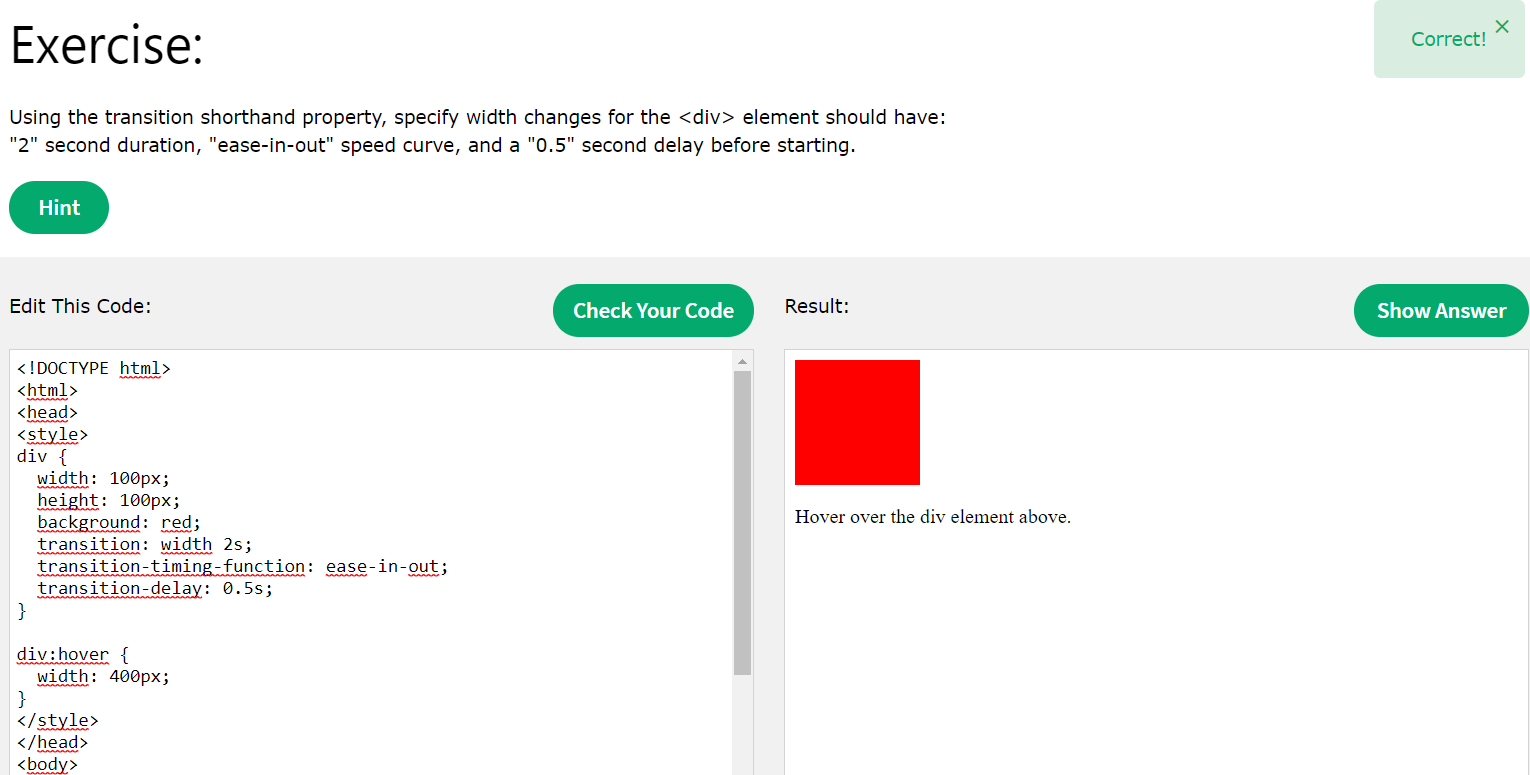 Exercise:
Correct!
×
Using the transition shorthand property, specify width changes for the <div> element should have:
"2" second duration, "ease-in-out" speed curve, and a "0.5" second delay before starting.
Hint
Edit This Code:
Check Your Code
<!DOCTYPE html>
<html>
<head>
<style>
div {
  width: 100px;
  height: 100px;
  background: red;
  transition: width 2s;
  transition-timing-function: ease-in-out;
  transition-delay: 0.5s;
}

div:hover {
  width: 400px;
}
</style>
</head>
<body>
Result:
Show Answer
Hover over the div element above.